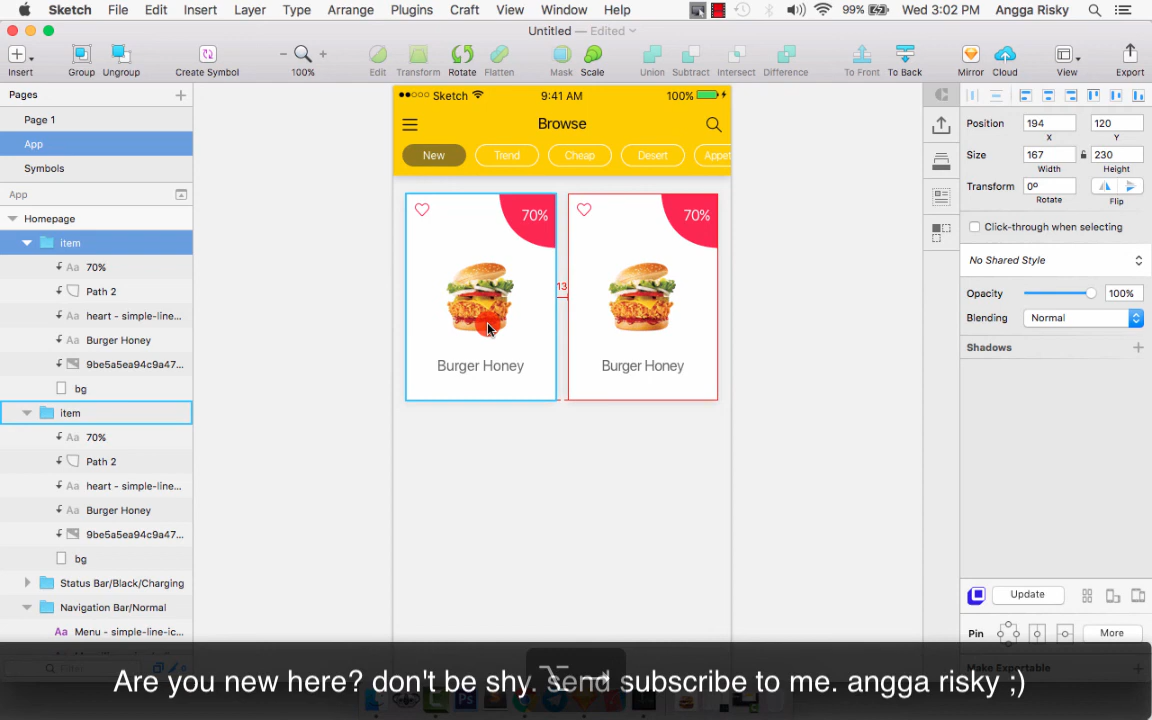 Sketch File Edit Insert Layer Type Arrange Plugins Craft View Window Help 99% Wed 3:02 PM Angga Risky
Untitled — Edited
Insert Group Ungroup Create Symbol 100% Edit Transform Rotate Flatten Mask Scale Union Subtract Intersect Difference To Front To Back Mirror Cloud View Export
Pages
Page 1
App
Symbols
App
Homepage
item
70%
Path 2
heart - simple-line...
Burger Honey
9be5a5ea94c9a47...
bg
item
70%
Path 2
heart - simple-line...
Burger Honey
9be5a5ea94c9a47...
bg
Status Bar/Black/Charging
Navigation Bar/Normal
Aa Menu - simple-line-ic...
Filter
Sketch 9:41 AM 100%
Browse
New Trend Cheap Desert Appet
70% 70%
13
Burger Honey Burger Honey
Position 194 120
X Y
Size 167 230
Width Height
Transform 0º
Rotate Flip
Click-through when selecting
No Shared Style
Opacity 100%
Blending Normal
Shadows
Update
Pin More
Make Exportable
Are you new here? don't be shy. send subscribe to me. angga risky ;)